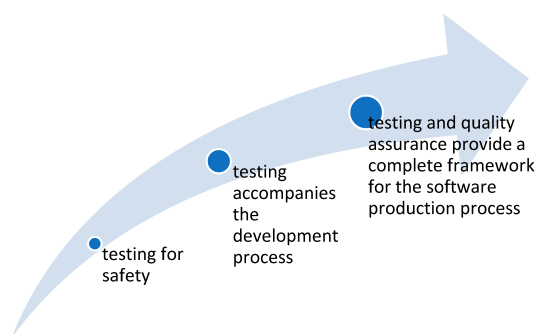 testing for
safety
testing
accompanies
the
development
process
testing and quality
assurance provide a
complete framework
for the software
production process